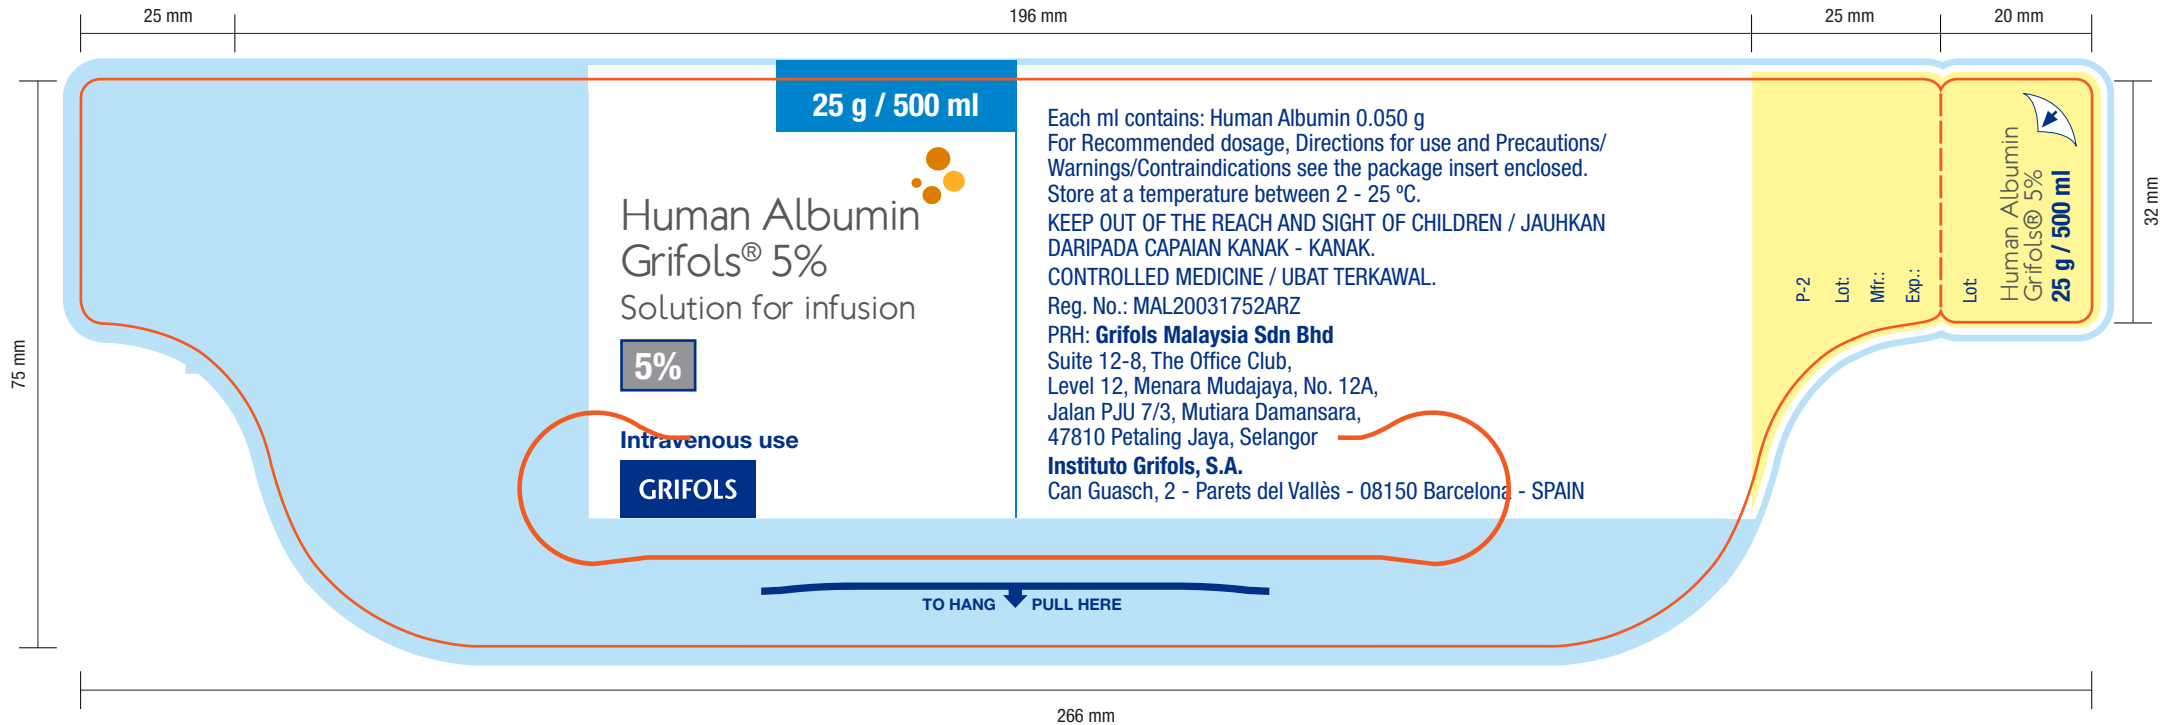 25 mm
196 mm
25 mm
20 mm
75 mm
32 mm
266 mm
25 g / 500 ml
Human Albumin
Grifols® 5%
Solution for infusion
5%
Intravenous use
GRIFOLS
Each ml contains: Human Albumin 0.050 g
For Recommended dosage, Directions for use and Precautions/
Warnings/Contraindications see the package insert enclosed.
Store at a temperature between 2 - 25 ºC.
KEEP OUT OF THE REACH AND SIGHT OF CHILDREN / JAUHKAN
DARIPADA CAPAIAN KANAK - KANAK.
CONTROLLED MEDICINE / UBAT TERKAWAL.
Reg. No.: MAL20031752ARZ
PRH: Grifols Malaysia Sdn Bhd
Suite 12-8, The Office Club,
Level 12, Menara Mudajaya, No. 12A,
Jalan PJU 7/3, Mutiara Damansara,
47810 Petaling Jaya, Selangor
Instituto Grifols, S.A.
Can Guasch, 2 - Parets del Vallès - 08150 Barcelona - SPAIN
P-2
Lot:
Mfr.:
Exp.:
Lot:
Human Albumin
Grifols® 5%
25 g / 500 ml
TO HANG PULL HERE